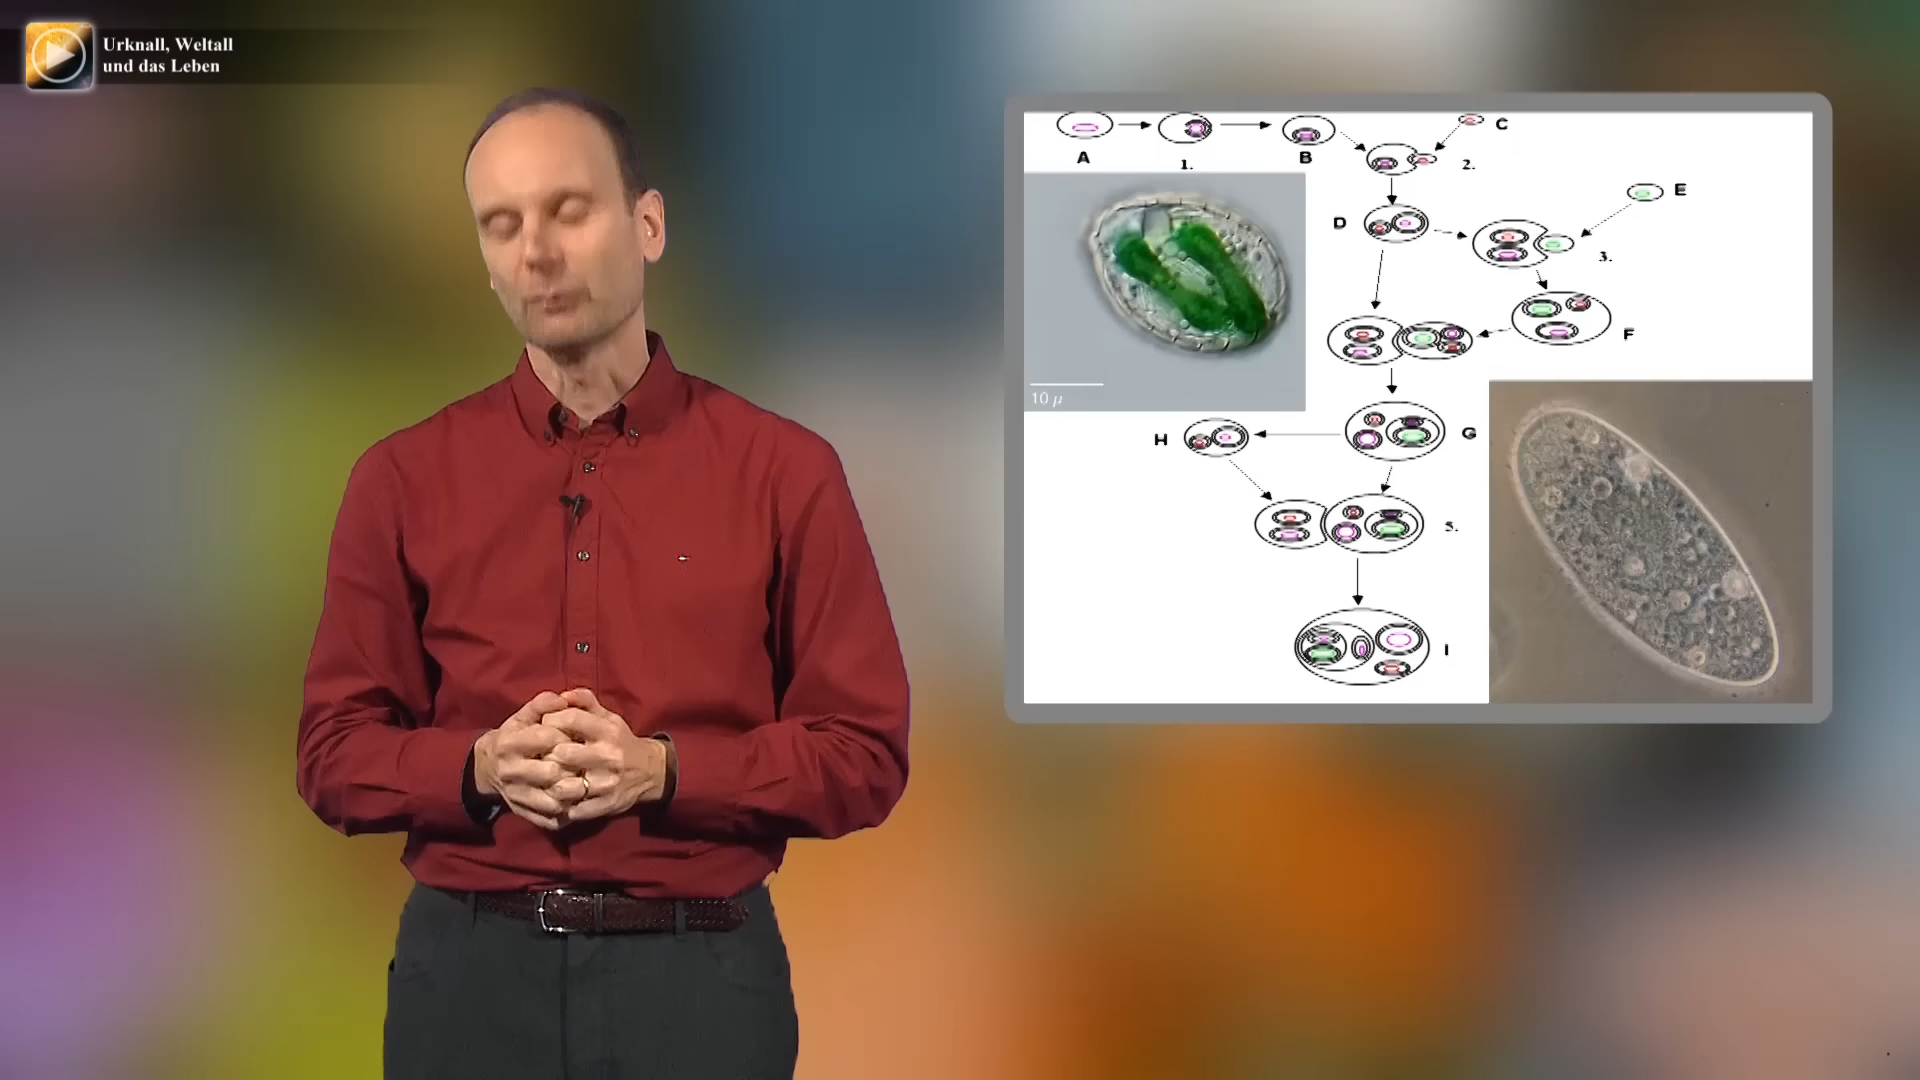 Urknall, Weltall
und das Leben
A
1.
B
C
2.
D
E
3.
F
10 µ
H
G
5.
I